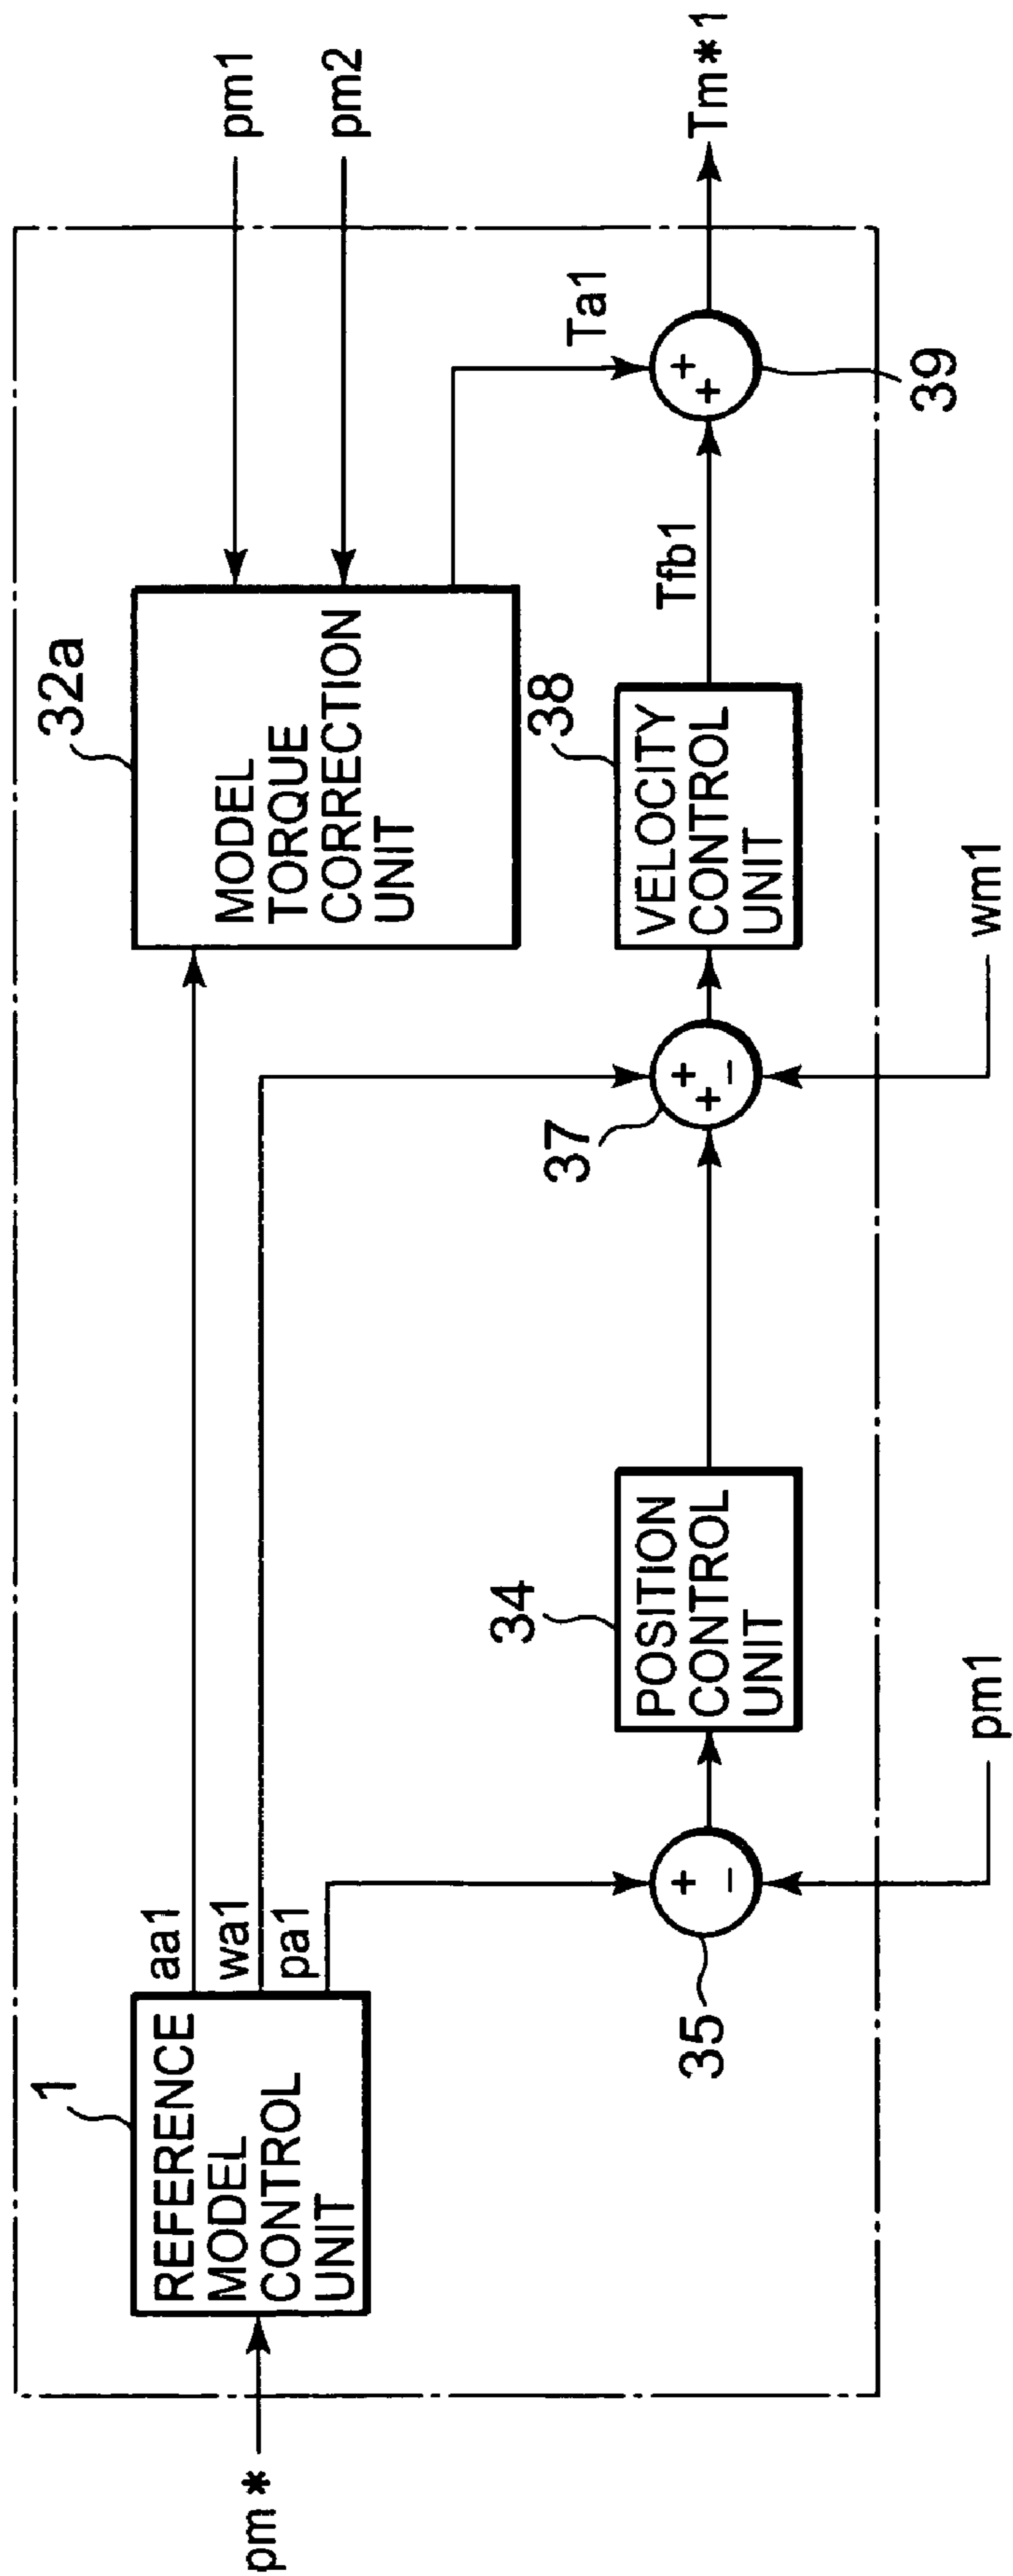 pm*
1
REFERENCE
MODEL
CONTROL
UNIT
aa1
wa1
pa1
35
+
−
pm1
34
POSITION
CONTROL
UNIT
37
+
+
−
wm1
32a
MODEL
TORQUE
CORRECTION
UNIT
38
VELOCITY
CONTROL
UNIT
Tfb1
Ta1
+
+
39
pm1
pm2
Tm*1